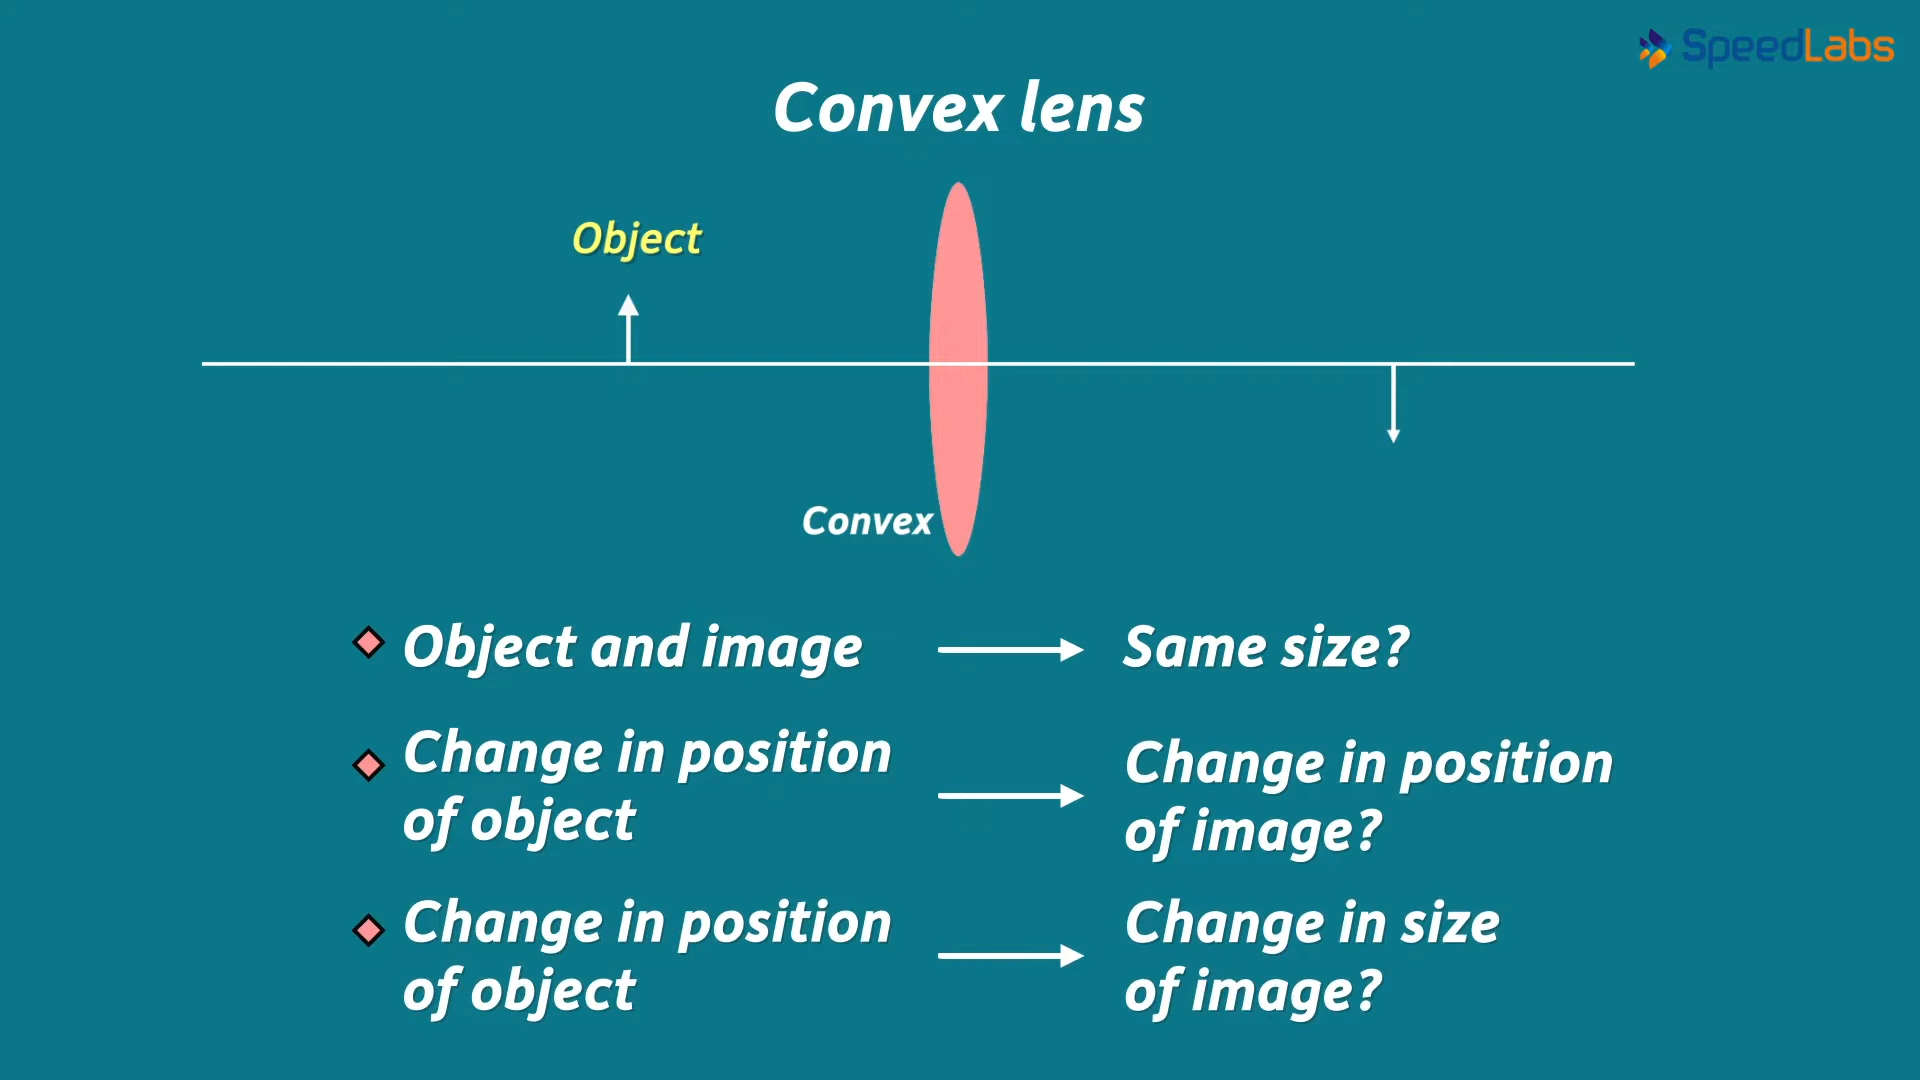 SpeedLabs
Convex lens
Object
Convex
Object and image
Same size?
Change in position
of object
Change in position
of image?
Change in position
of object
Change in size
of image?